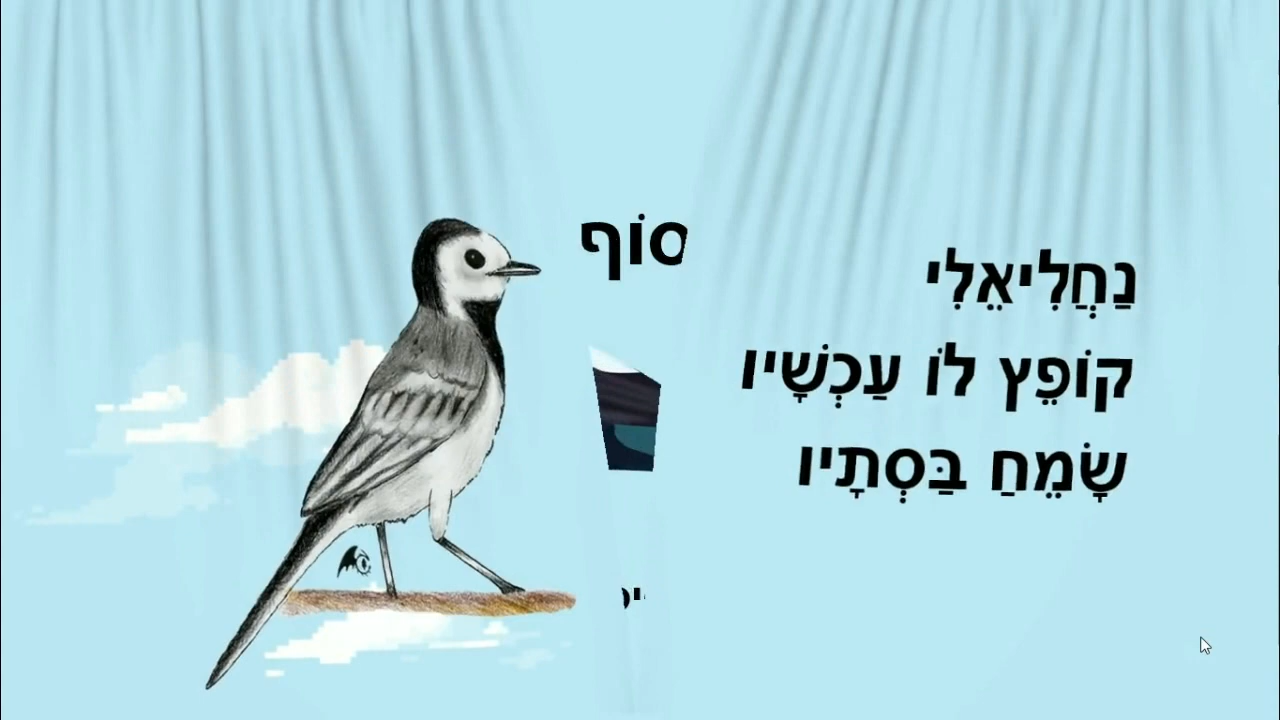 נַחֲלִיאֵלִי
קוֹפֵץ לוֹ עַכְשָׁיו
שָׂמֵחַ בַּסְתָיו
סוֹף